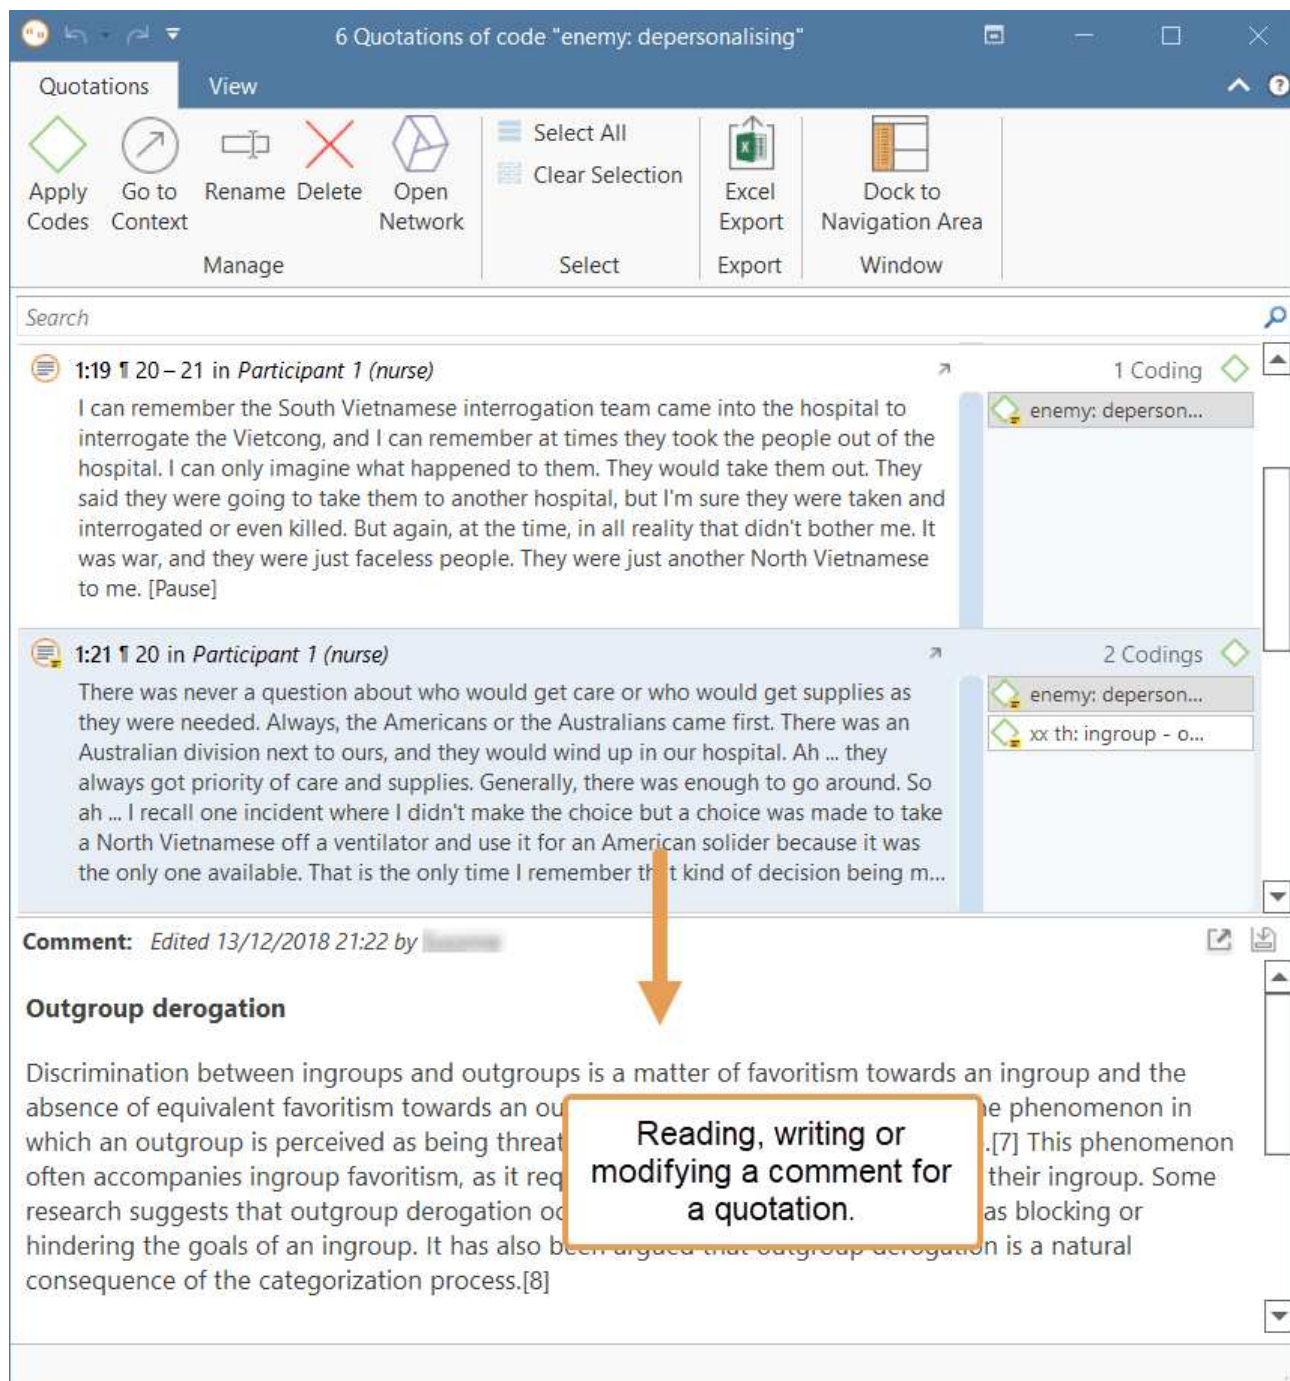 6 Quotations of code "enemy: depersonalising"
Quotations View
Apply Codes
Go to Context
Rename
Delete
Open Network
Manage
Select All
Clear Selection
Select
Excel Export
Export
Dock to Navigation Area
Window
Search
1:19 ¶ 20 – 21 in Participant 1 (nurse)
1 Coding
enemy: deperson...
I can remember the South Vietnamese interrogation team came into the hospital to
interrogate the Vietcong, and I can remember at times they took the people out of the
hospital. I can only imagine what happened to them. They would take them out. They
said they were going to take them to another hospital, but I'm sure they were taken and
interrogated or even killed. But again, at the time, in all reality that didn't bother me. It
was war, and they were just faceless people. They were just another North Vietnamese
to me. [Pause]
1:21 ¶ 20 in Participant 1 (nurse)
2 Codings
enemy: deperson...
xx th: ingroup - o...
There was never a question about who would get care or who would get supplies as
they were needed. Always, the Americans or the Australians came first. There was an
Australian division next to ours, and they would wind up in our hospital. Ah ... they
always got priority of care and supplies. Generally, there was enough to go around. So
ah ... I recall one incident where I didn't make the choice but a choice was made to take
a North Vietnamese off a ventilator and use it for an American solider because it was
the only one available. That is the only time I remember that kind of decision being m...
Comment: Edited 13/12/2018 21:22 by
Outgroup derogation
Discrimination between ingroups and outgroups is a matter of favoritism towards an ingroup and the
absence of equivalent favoritism towards an phenomenon in
which an outgroup is perceived as being .[7] This phenomenon
often accompanies ingroup favoritism, as it their ingroup. Some
research suggests that outgroup derogation as blocking or
hindering the goals of an ingroup. It has also been argued that outgroup derogation is a natural
consequence of the categorization process.[8]
Reading, writing or
modifying a comment for
a quotation.